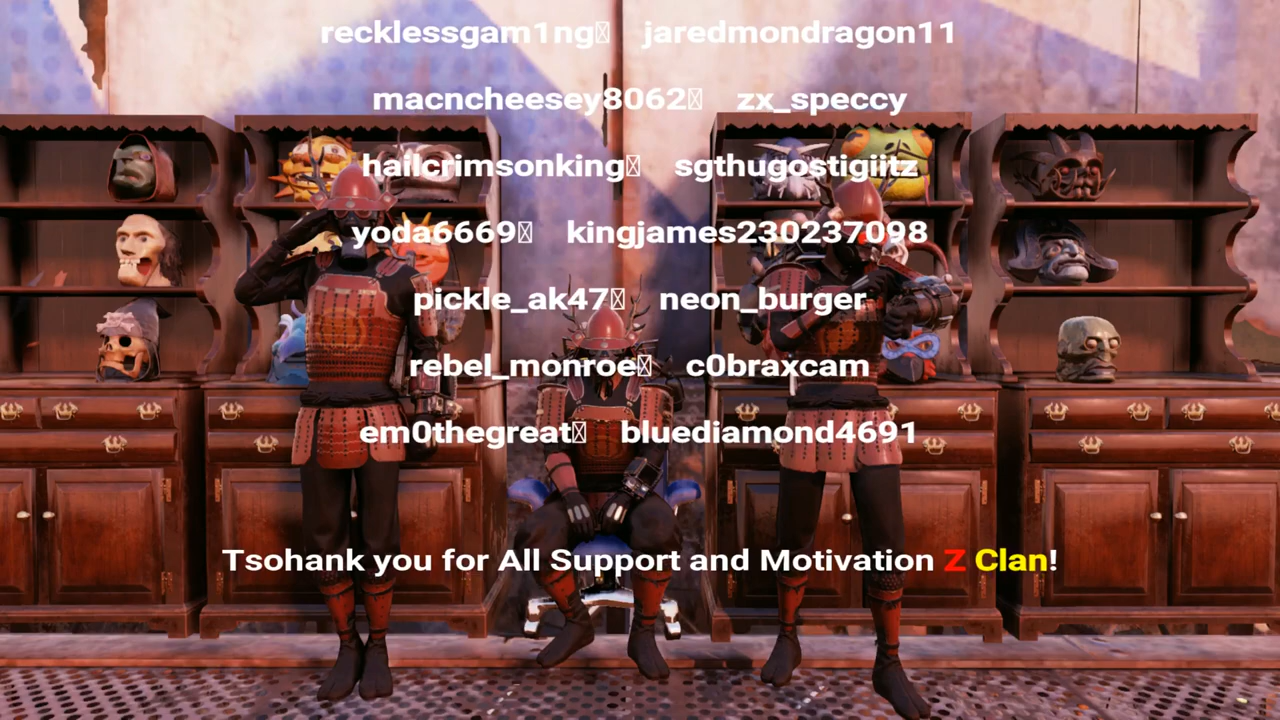 recklessgam1ng jaredmondragon11
macncheesey8062 zx_speccy
hailcrimsonking sgthugostigiitz
yoda6669 kingjames230237098
pickle_ak47 neon_burger
rebel_monroe c0braxcam
em0thegreat bluediamond4691
Tsohank you for All Support and Motivation Z Clan!